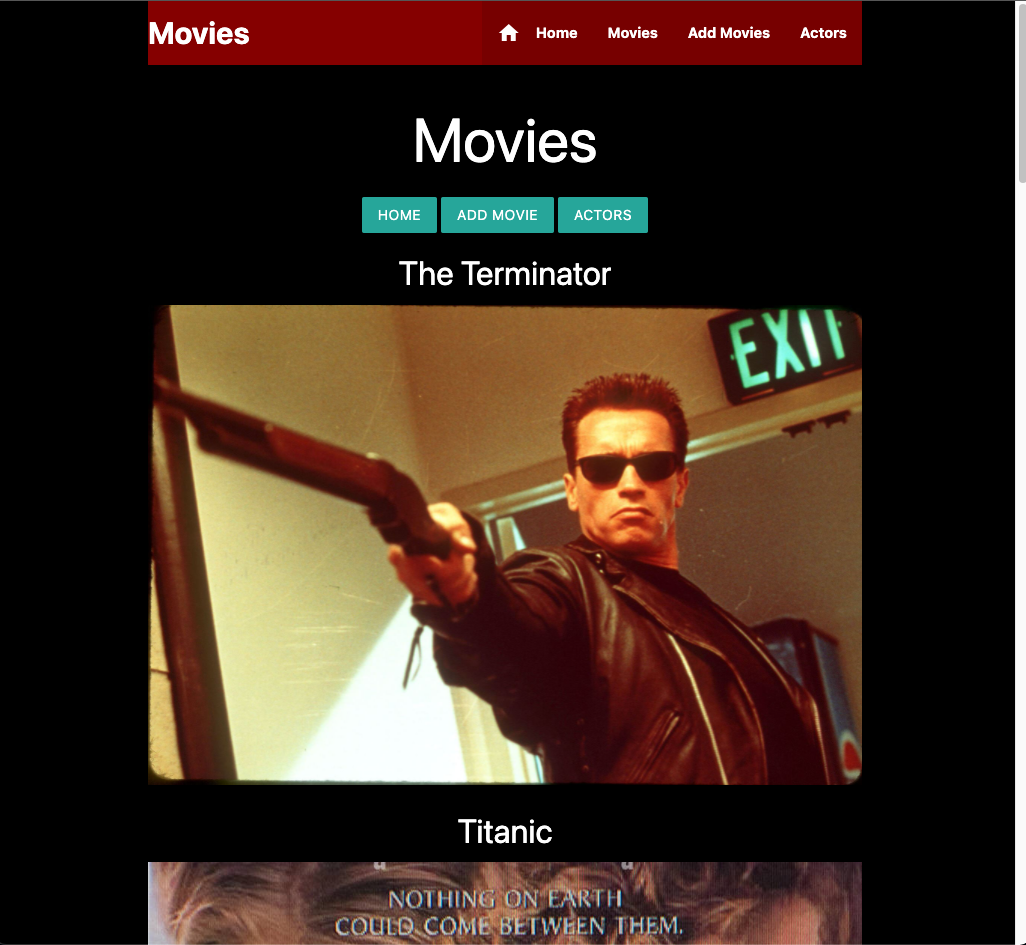 Movies
Home Movies Add Movies Actors
Movies
HOME ADD MOVIE ACTORS
The Terminator
EXIT
Titanic
NOTHING ON EARTH
COULD COME BETWEEN THEM.